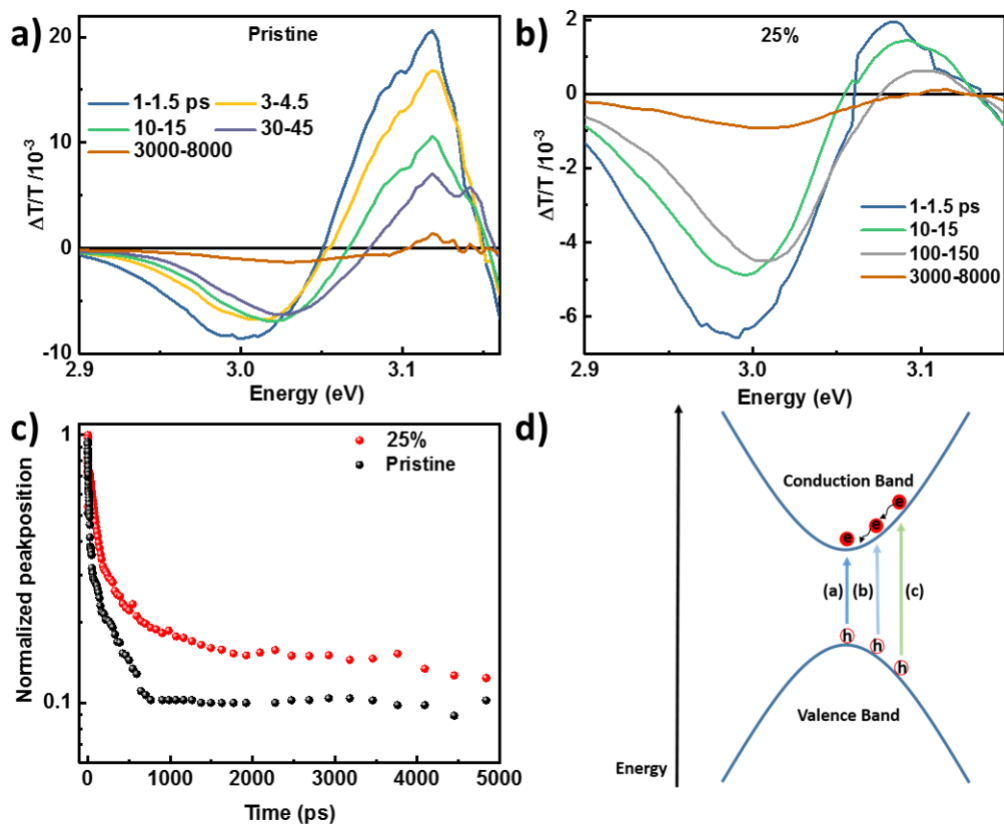 a)
Pristine
20
10
0
-10
ΔT/T /10⁻³
1-1.5 ps
3-4.5
10-15
30-45
3000-8000
2.9
3.0
3.1
Energy (eV)
b)
25%
2
0
-2
-4
-6
ΔT/T /10⁻³
1-1.5 ps
10-15
100-150
3000-8000
2.9
3.0
3.1
Energy (eV)
c)
25%
Pristine
1
0.1
Normalized peakposition
0
1000
2000
3000
4000
5000
Time (ps)
d)
Conduction Band
e
e
e
(a)
(b)
(c)
h
h
h
Valence Band
Energy